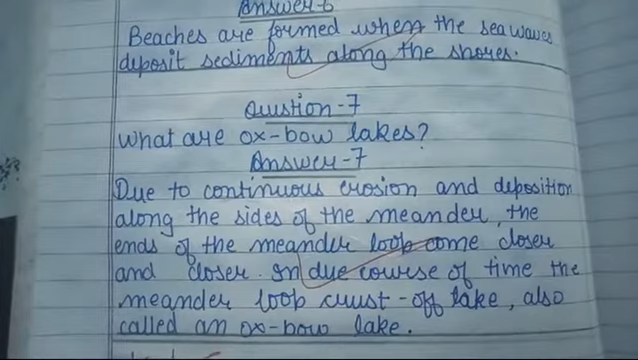 Answer-6
Beaches are formed when the sea waves
deposit sediments along the shores.
Question-7
What are ox-bow lakes?
Answer-7
Due to continuous erosion and deposition
along the sides of the meander, the
ends of the meander loop come closer
and closer. In due course of time the
meander loop cuust-off lake, also
called an ox-bow lake.